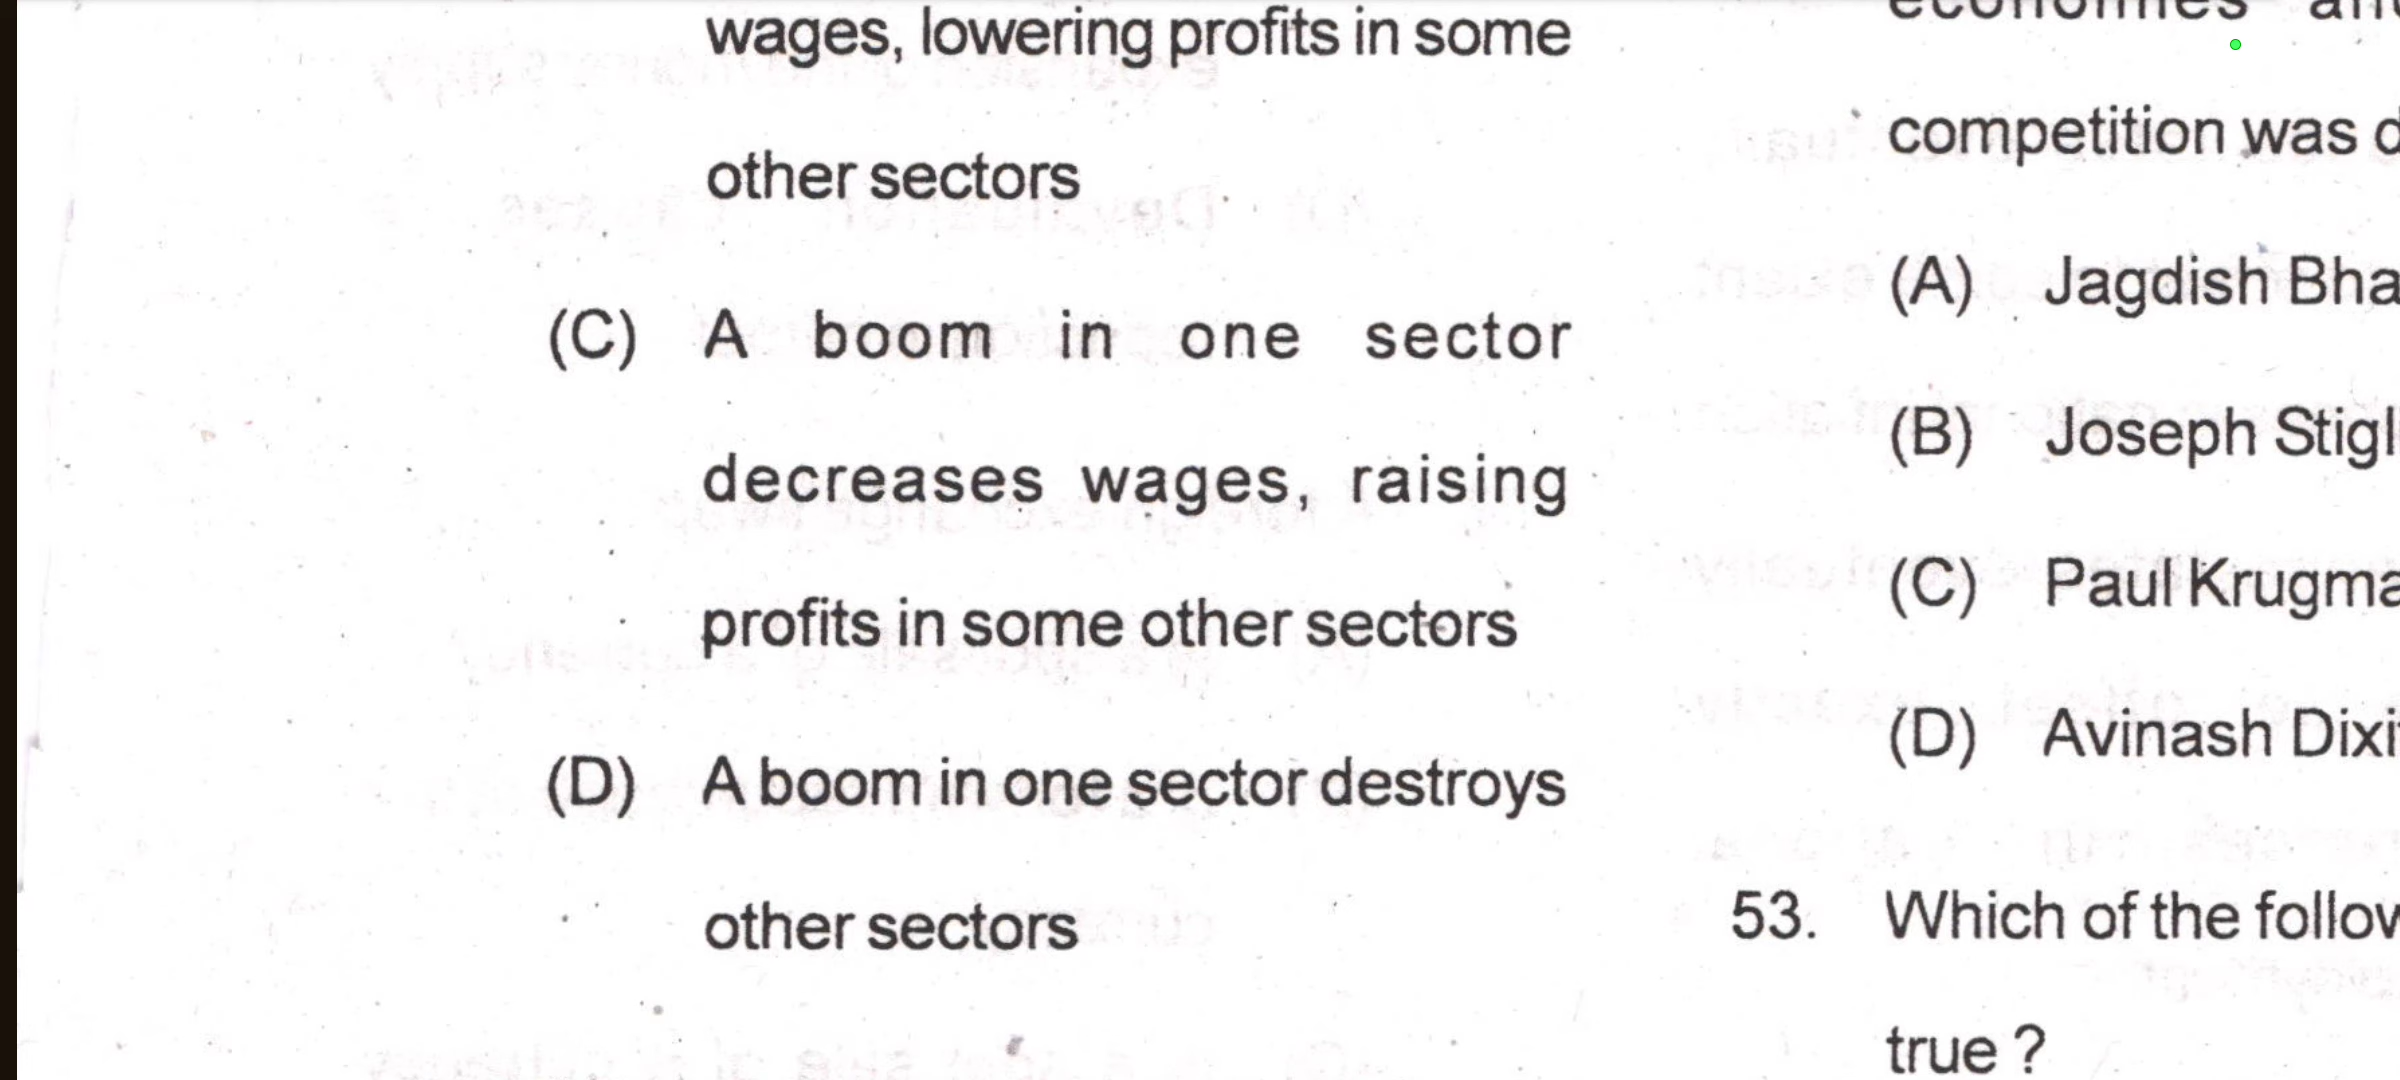 wages, lowering profits in some
other sectors
(C) A boom in one sector
decreases wages, raising
profits in some other sectors
(D) A boom in one sector destroys
other sectors
competition was
(A) Jagdish Bha
(B) Joseph Stigl
(C) Paul Krugma
(D) Avinash Dixi
53. Which of the follow
true ?